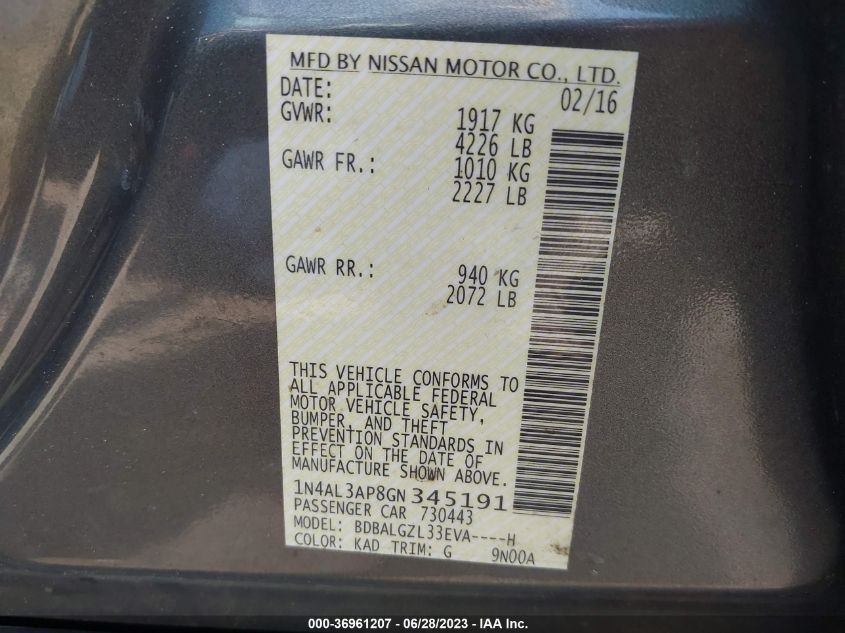 MFD BY NISSAN MOTOR CO., LTD.
DATE: 02/16
GVWR: 1917 KG
4226 LB
GAWR FR.: 1010 KG
2227 LB
GAWR RR.: 940 KG
2072 LB
THIS VEHICLE CONFORMS TO
ALL APPLICABLE FEDERAL
MOTOR VEHICLE SAFETY,
BUMPER, AND THEFT
PREVENTION STANDARDS IN
EFFECT ON THE DATE OF
MANUFACTURE SHOWN ABOVE.
1N4AL3AP8GN345191
PASSENGER CAR 730443
MODEL: BDBALGZL33EVA----H
COLOR: KAD TRIM: G 9N00A
000-36961207 - 06/28/2023 - IAA Inc.